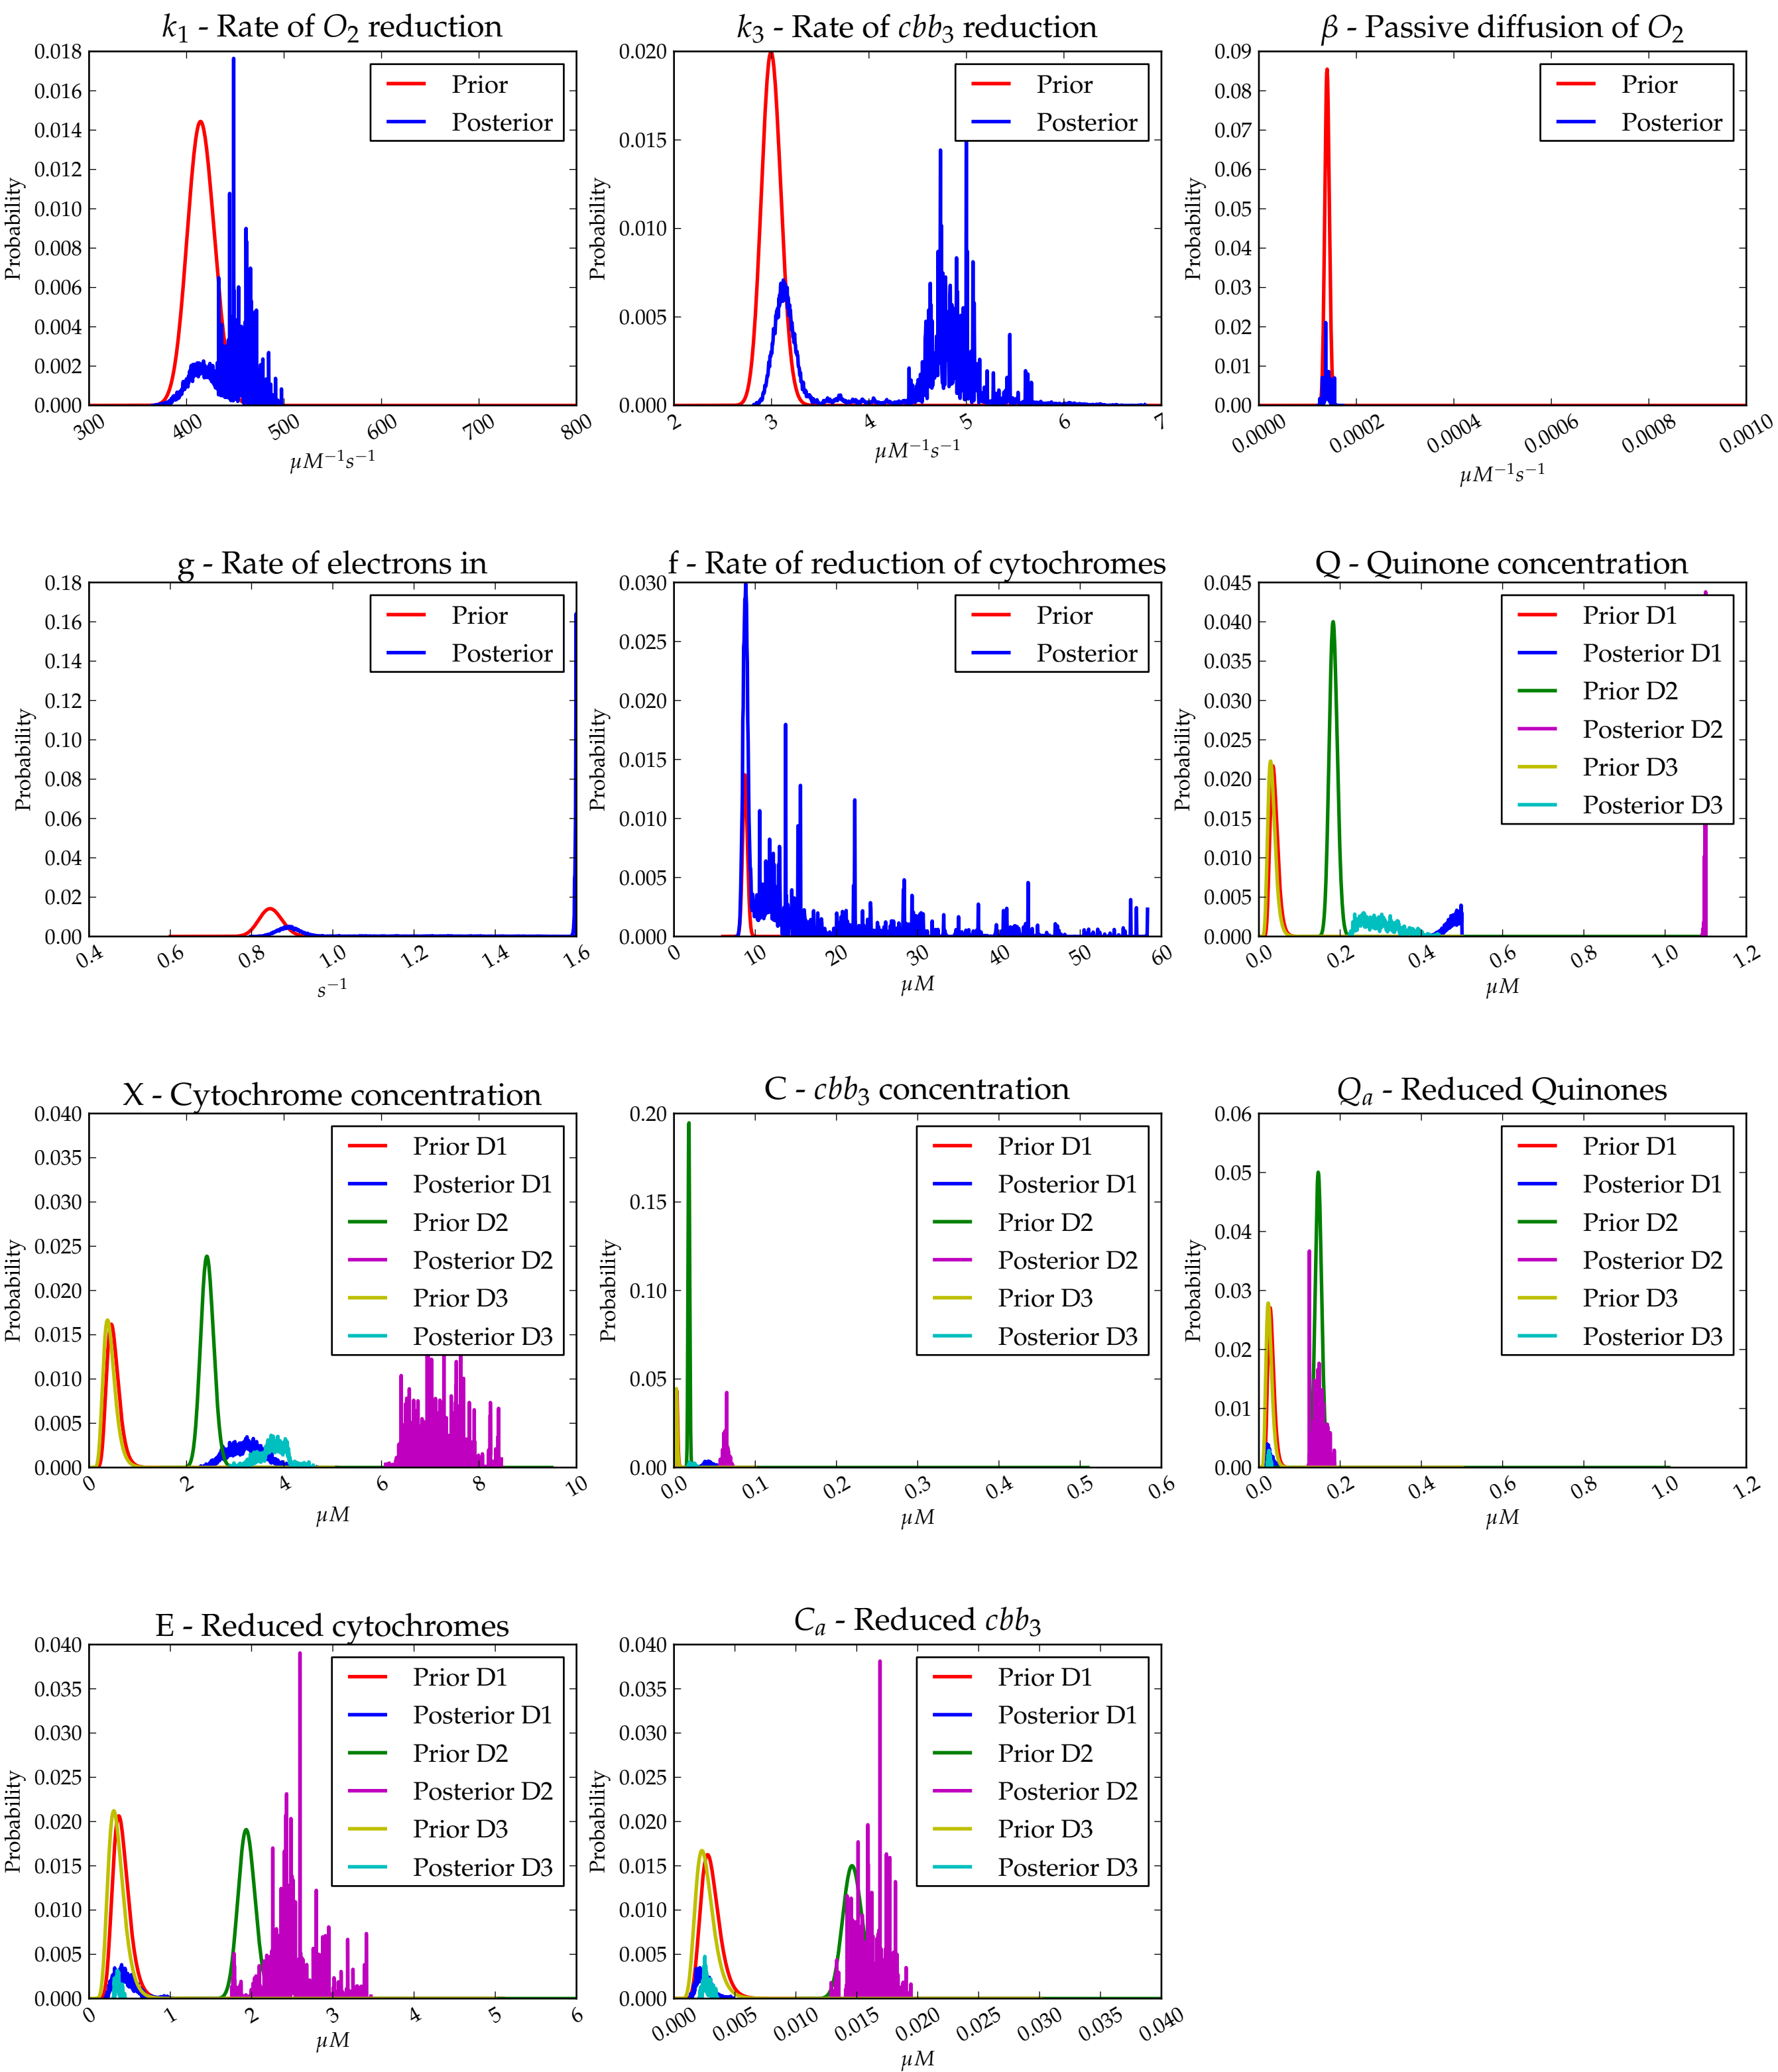 k1 - Rate of O2 reduction
0.018
0.016
0.014
0.012
0.010
0.008
0.006
0.004
0.002
0.000
Probability
Prior
Posterior
300 400 500 600 700 800
μM−1s−1
k3 - Rate of cbb3 reduction
0.020
0.015
0.010
0.005
0.000
Probability
Prior
Posterior
2 3 4 5 6 7
μM−1s−1
β - Passive diffusion of O2
0.09
0.08
0.07
0.06
0.05
0.04
0.03
0.02
0.01
0.00
Probability
Prior
Posterior
0.0000 0.0002 0.0004 0.0006 0.0008 0.0010
μM−1s−1
g - Rate of electrons in
0.18
0.16
0.14
0.12
0.10
0.08
0.06
0.04
0.02
0.00
Probability
Prior
Posterior
0.4 0.6 0.8 1.0 1.2 1.4 1.6
s−1
f - Rate of reduction of cytochromes
0.030
0.025
0.020
0.015
0.010
0.005
0.000
Probability
Prior
Posterior
0 10 20 30 40 50 60
μM
Q - Quinone concentration
0.045
0.040
0.035
0.030
0.025
0.020
0.015
0.010
0.005
0.000
Probability
Prior D1
Posterior D1
Prior D2
Posterior D2
Prior D3
Posterior D3
0.0 0.2 0.4 0.6 0.8 1.0 1.2
μM
X - Cytochrome concentration
0.040
0.035
0.030
0.025
0.020
0.015
0.010
0.005
0.000
Probability
Prior D1
Posterior D1
Prior D2
Posterior D2
Prior D3
Posterior D3
0 2 4 6 8 10
μM
C - cbb3 concentration
0.20
0.15
0.10
0.05
0.00
Probability
Prior D1
Posterior D1
Prior D2
Posterior D2
Prior D3
Posterior D3
0.0 0.1 0.2 0.3 0.4 0.5 0.6
μM
Qa - Reduced Quinones
0.06
0.05
0.04
0.03
0.02
0.01
0.00
Probability
Prior D1
Posterior D1
Prior D2
Posterior D2
Prior D3
Posterior D3
0.0 0.2 0.4 0.6 0.8 1.0 1.2
μM
E - Reduced cytochromes
0.040
0.035
0.030
0.025
0.020
0.015
0.010
0.005
0.000
Probability
Prior D1
Posterior D1
Prior D2
Posterior D2
Prior D3
Posterior D3
0 1 2 3 4 5 6
μM
Ca - Reduced cbb3
0.040
0.035
0.030
0.025
0.020
0.015
0.010
0.005
0.000
Probability
Prior D1
Posterior D1
Prior D2
Posterior D2
Prior D3
Posterior D3
0.000 0.005 0.010 0.015 0.020 0.025 0.030 0.035 0.040
μM